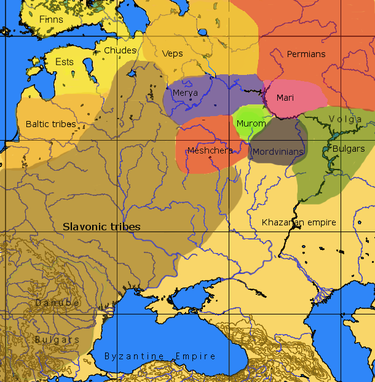 Finns
Chudes
Ests
Veps
Permians
Merya
Mari
Baltic tribes
Murom
Volga
Bulgars
Meshchera
Mordvinians
Khazarian empire
Slavonic tribes
Danube
Bulgars
Byzantine Empire